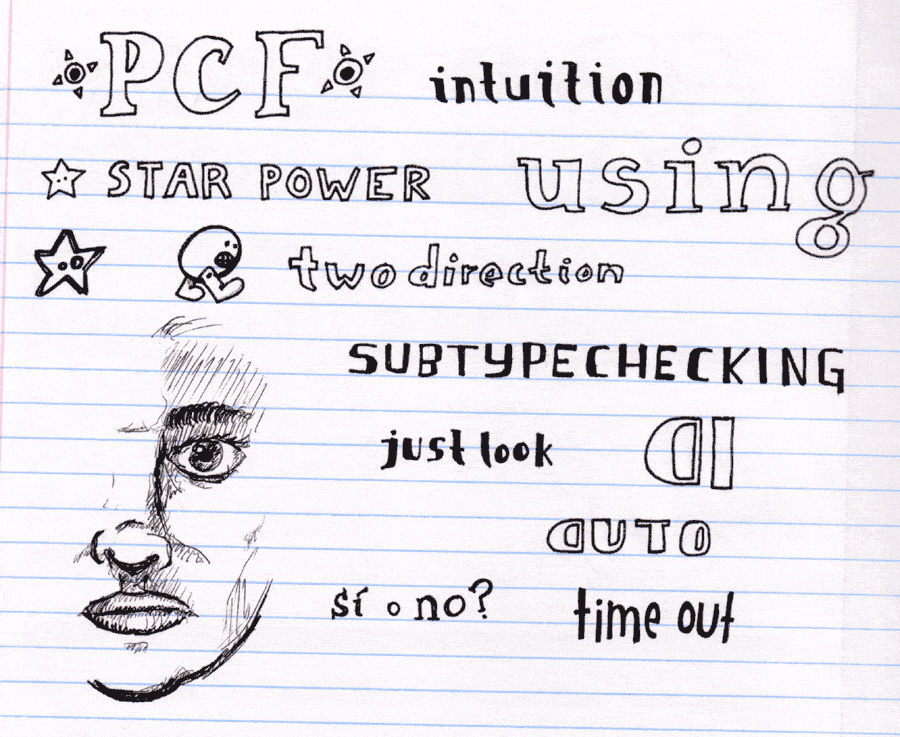 PCF
intuition
STAR POWER
using
two direction
SUBTYPECHECKING
just look
aI
auTO
sí o no?
time out